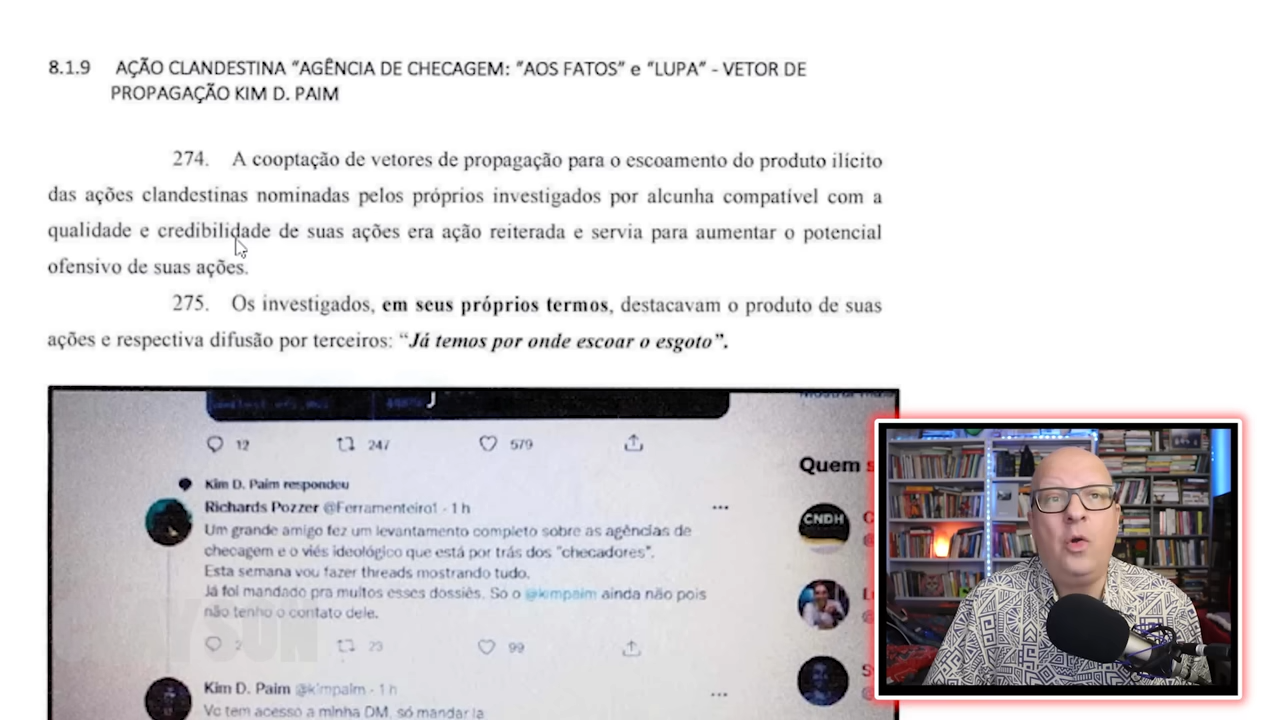 8.1.9 AÇÃO CLANDESTINA "AGÊNCIA DE CHECAGEM: "AOS FATOS" e "LUPA" - VETOR DE
PROPAGAÇÃO KIM D. PAIM
274. A cooptação de vetores de propagação para o escoamento do produto ilícito
das ações clandestinas nominadas pelos próprios investigados por alcunha compatível com a
qualidade e credibilidade de suas ações era ação reiterada e servia para aumentar o potencial
ofensivo de suas ações.
275. Os investigados, em seus próprios termos, destacavam o produto de suas
ações e respectiva difusão por terceiros: "Já temos por onde escoar o esgoto".
12 247 579
Quem s
Kim D. Paim respondeu
Richards Pozzer @Ferramenteiro1 · 1 h
Um grande amigo fez um levantamento completo sobre as agências de
checagem e o viés ideológico que está por trás dos "checadores".
Esta semana vou fazer threads mostrando tudo.
Já foi mandado pra muitos esses dossiês. Só o @kimpaim ainda não pois
não tenho o contato dele.
CNDH
2 23 99
Kim D. Paim @kimpaim · 1 h
Vc tem acesso a minha DM, só mandar la